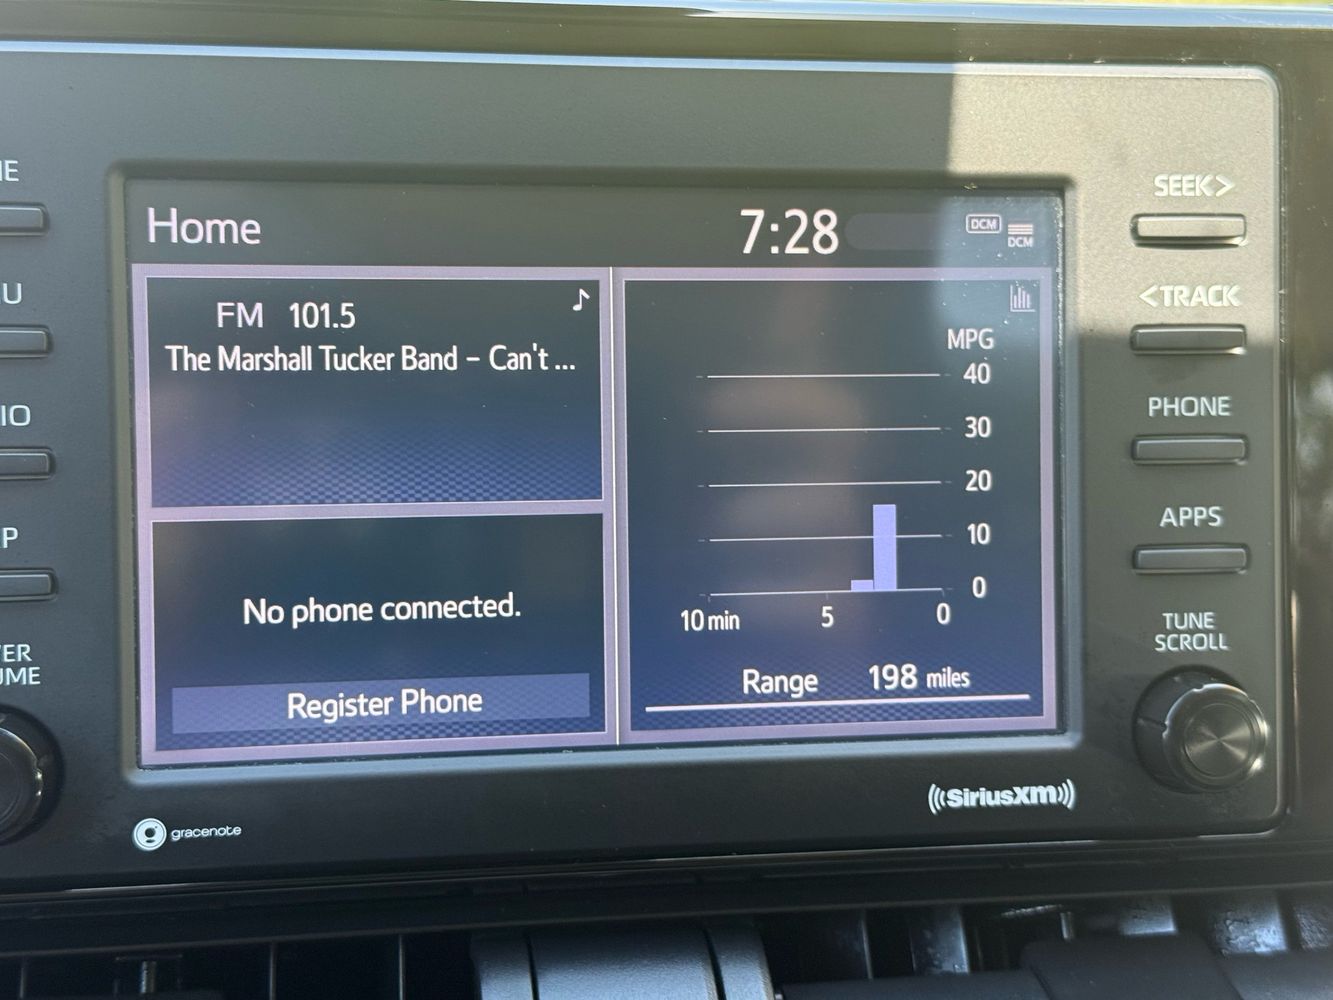 Home
7:28
DCM
DCM
FM 101.5
The Marshall Tucker Band – Can't ...
No phone connected.
Register Phone
MPG
40
30
20
10
0
10 min 5 0
Range 198 miles
SEEK>
<TRACK
PHONE
APPS
TUNE
SCROLL
gracenote
SiriusXM